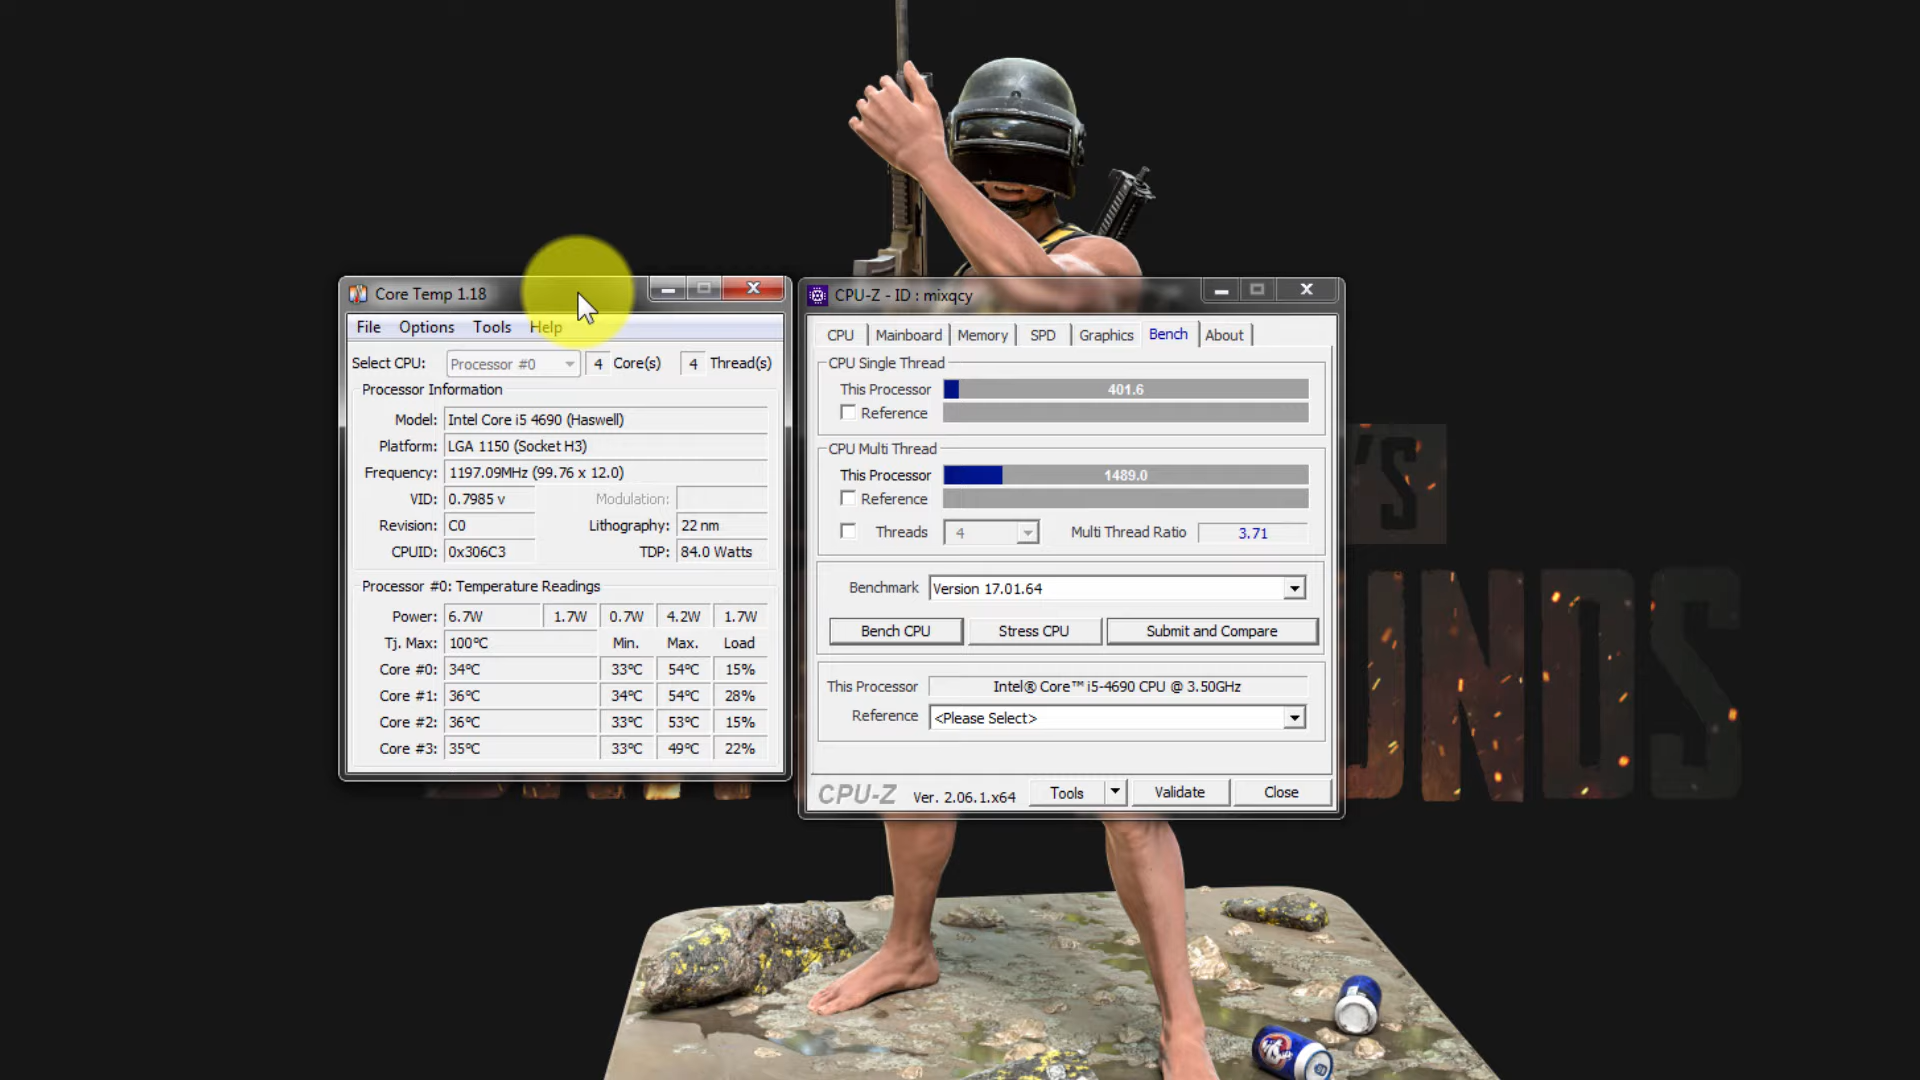 Core Temp 1.18
File Options Tools Help
Select CPU: Processor #0 4 Core(s) 4 Thread(s)
Processor Information
Model: Intel Core i5 4690 (Haswell)
Platform: LGA 1150 (Socket H3)
Frequency: 1197.09MHz (99.76 x 12.0)
VID: 0.7985 v Modulation:
Revision: C0 Lithography: 22 nm
CPUID: 0x306C3 TDP: 84.0 Watts
Processor #0: Temperature Readings
Power: 6.7W 1.7W 0.7W 4.2W 1.7W
Tj. Max: 100°C Min. Max. Load
Core #0: 34°C 33°C 54°C 15%
Core #1: 36°C 34°C 54°C 28%
Core #2: 36°C 33°C 53°C 15%
Core #3: 35°C 33°C 49°C 22%
CPU-Z - ID : mixqcy
CPU Mainboard Memory SPD Graphics Bench About
CPU Single Thread
This Processor 401.6
Reference
CPU Multi Thread
This Processor 1489.0
Reference
Threads 4 Multi Thread Ratio 3.71
Benchmark Version 17.01.64
Bench CPU Stress CPU Submit and Compare
This Processor Intel® Core™ i5-4690 CPU @ 3.50GHz
Reference <Please Select>
CPU-Z Ver. 2.06.1.x64 Tools Validate Close
'S
UNDS